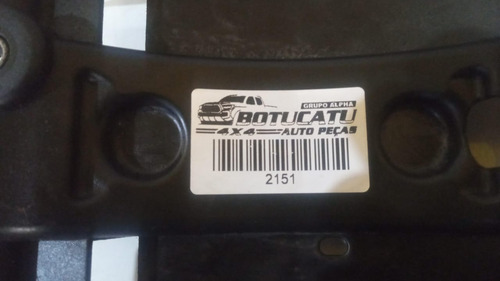 GRUPO ALPHA
BOTUCATU
4X4 AUTO PEÇAS
2151